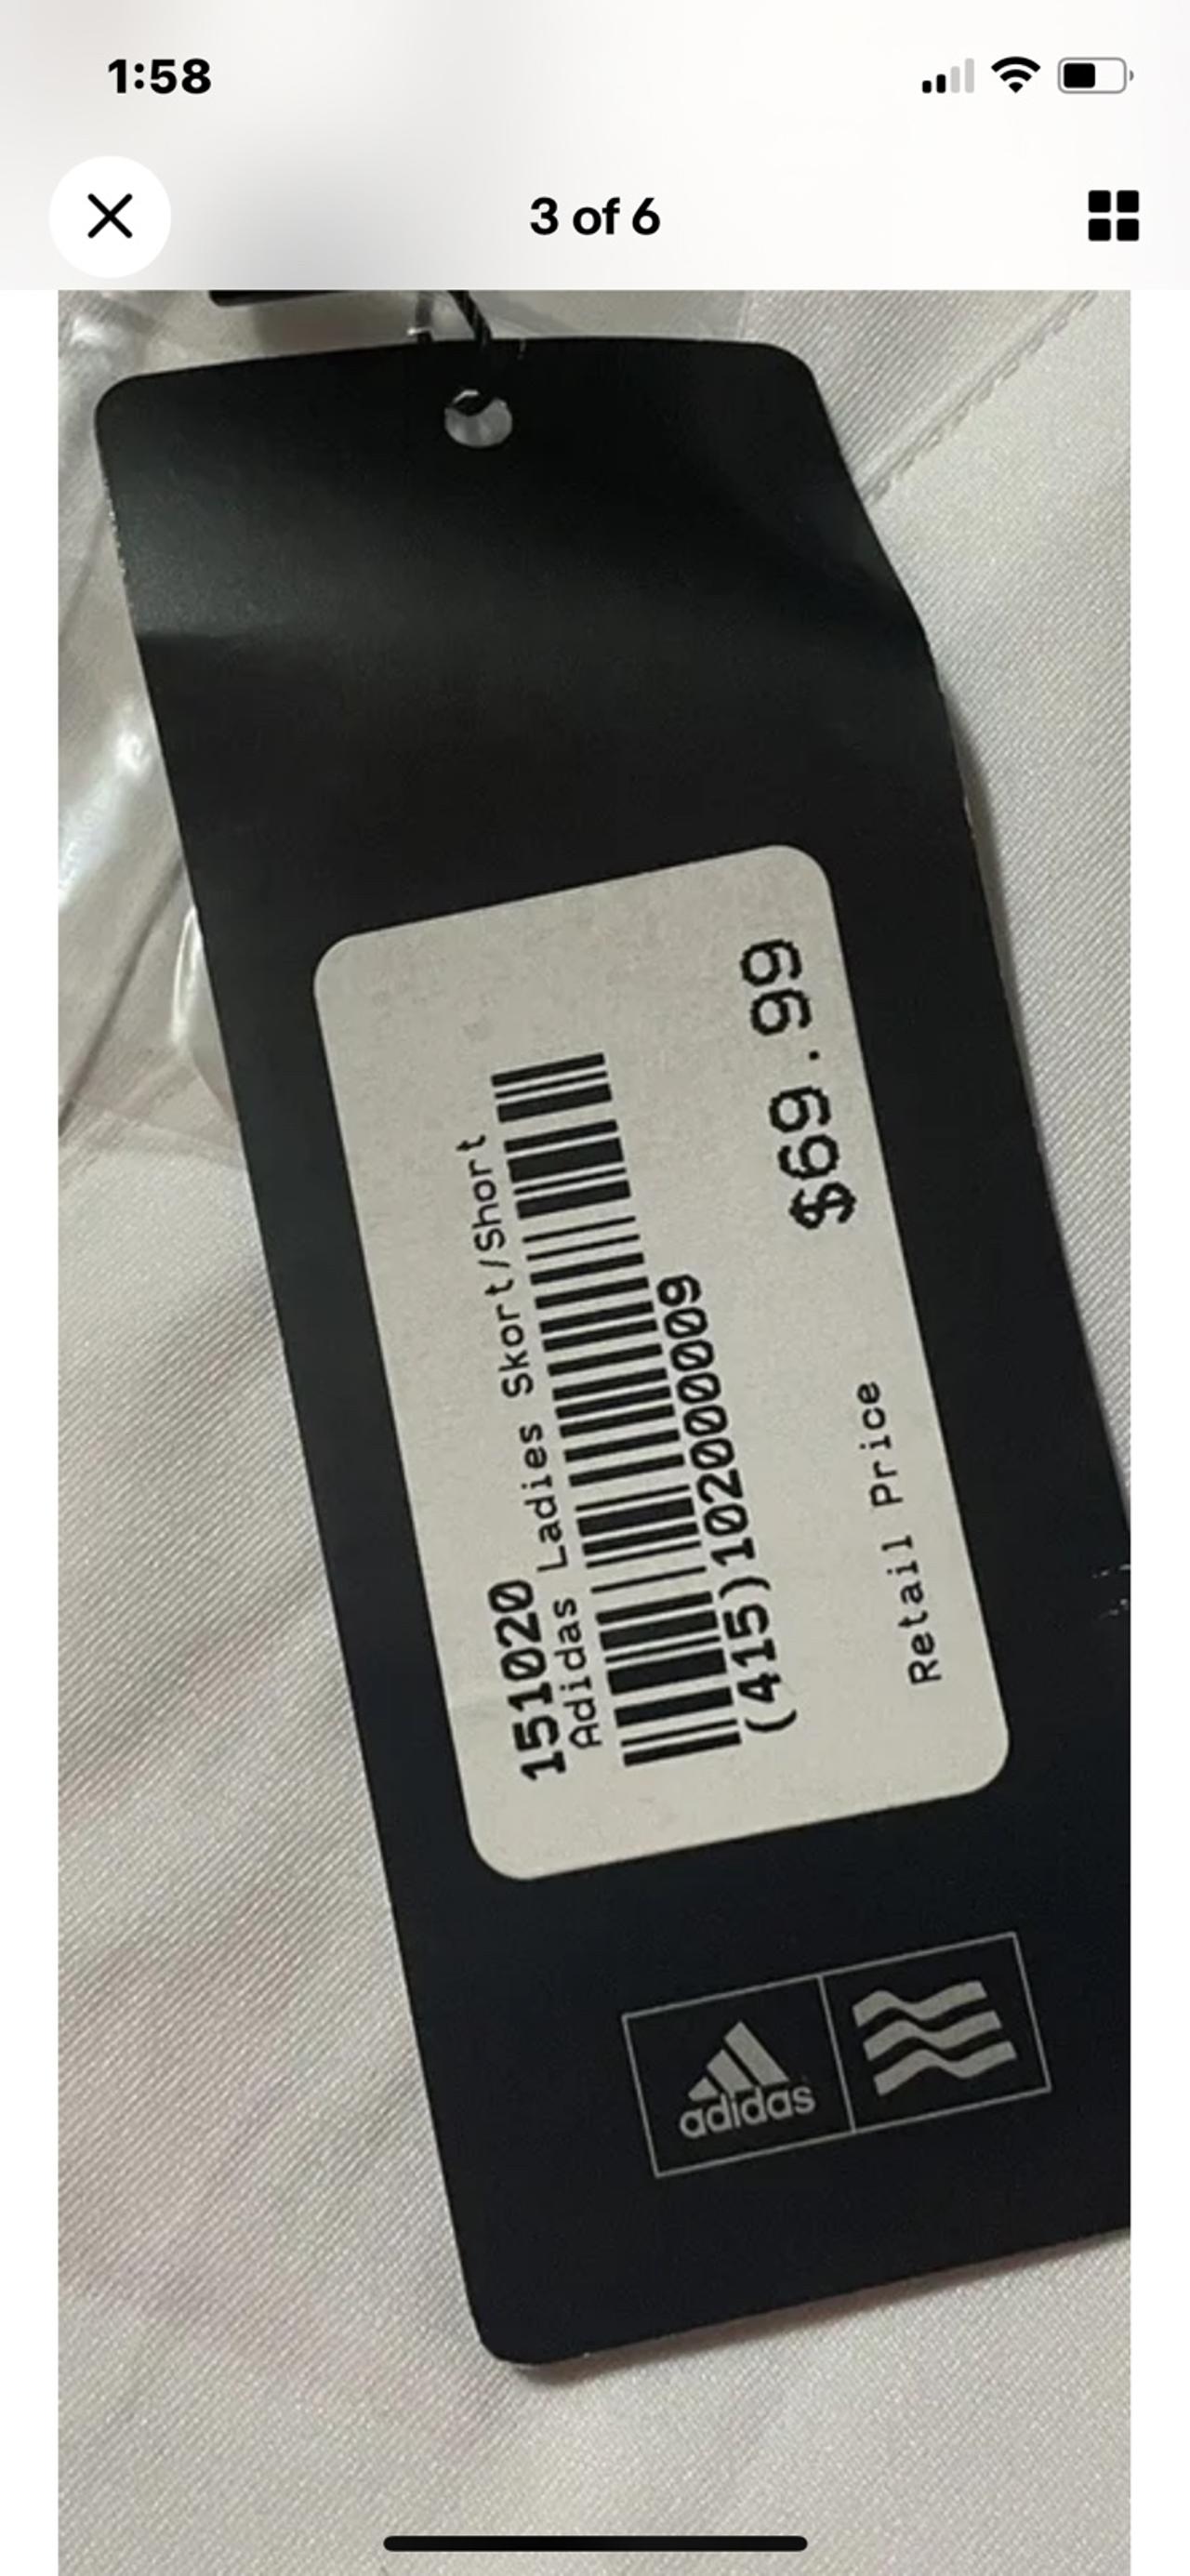 1:58
3 of 6
151020
Adidas Ladies Skort/Short
(415)1020000009
$69.99
Retail Price
adidas